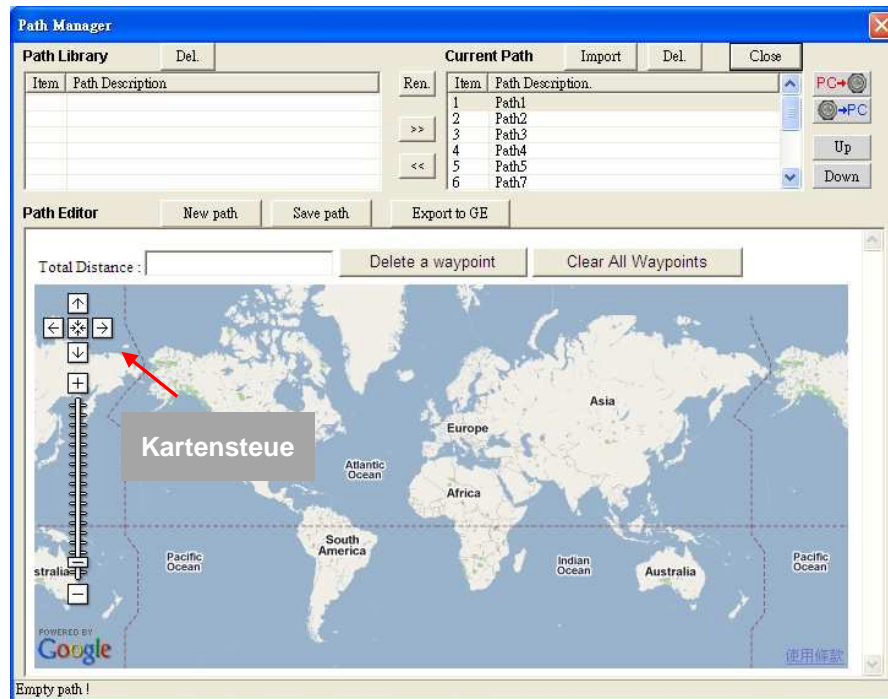 Path Manager
Path Library Del. Current Path Import Del. Close
Item Path Description Ren. Item Path Description. PC→
1 Path1
→PC
2 Path2
>> 3 Path3
4 Path4 Up
<< 5 Path5
6 Path7 Down
Path Editor New path Save path Export to GE
Total Distance : Delete a waypoint Clear All Waypoints
Asia
Europe
Kartensteue
Atlantic
Ocean
Africa
South
America
Pacific
Ocean
Indian
Ocean
Australia
Pacific
Ocean
stralia
POWERED BY
Google
使用條款
Empty path !